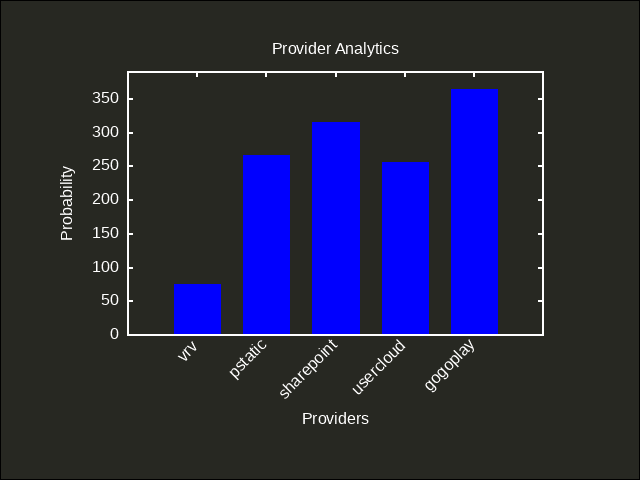 Provider Analytics
Probability
350
300
250
200
150
100
50
0
vrv
pstatic
sharepoint
usercloud
gogoplay
Providers